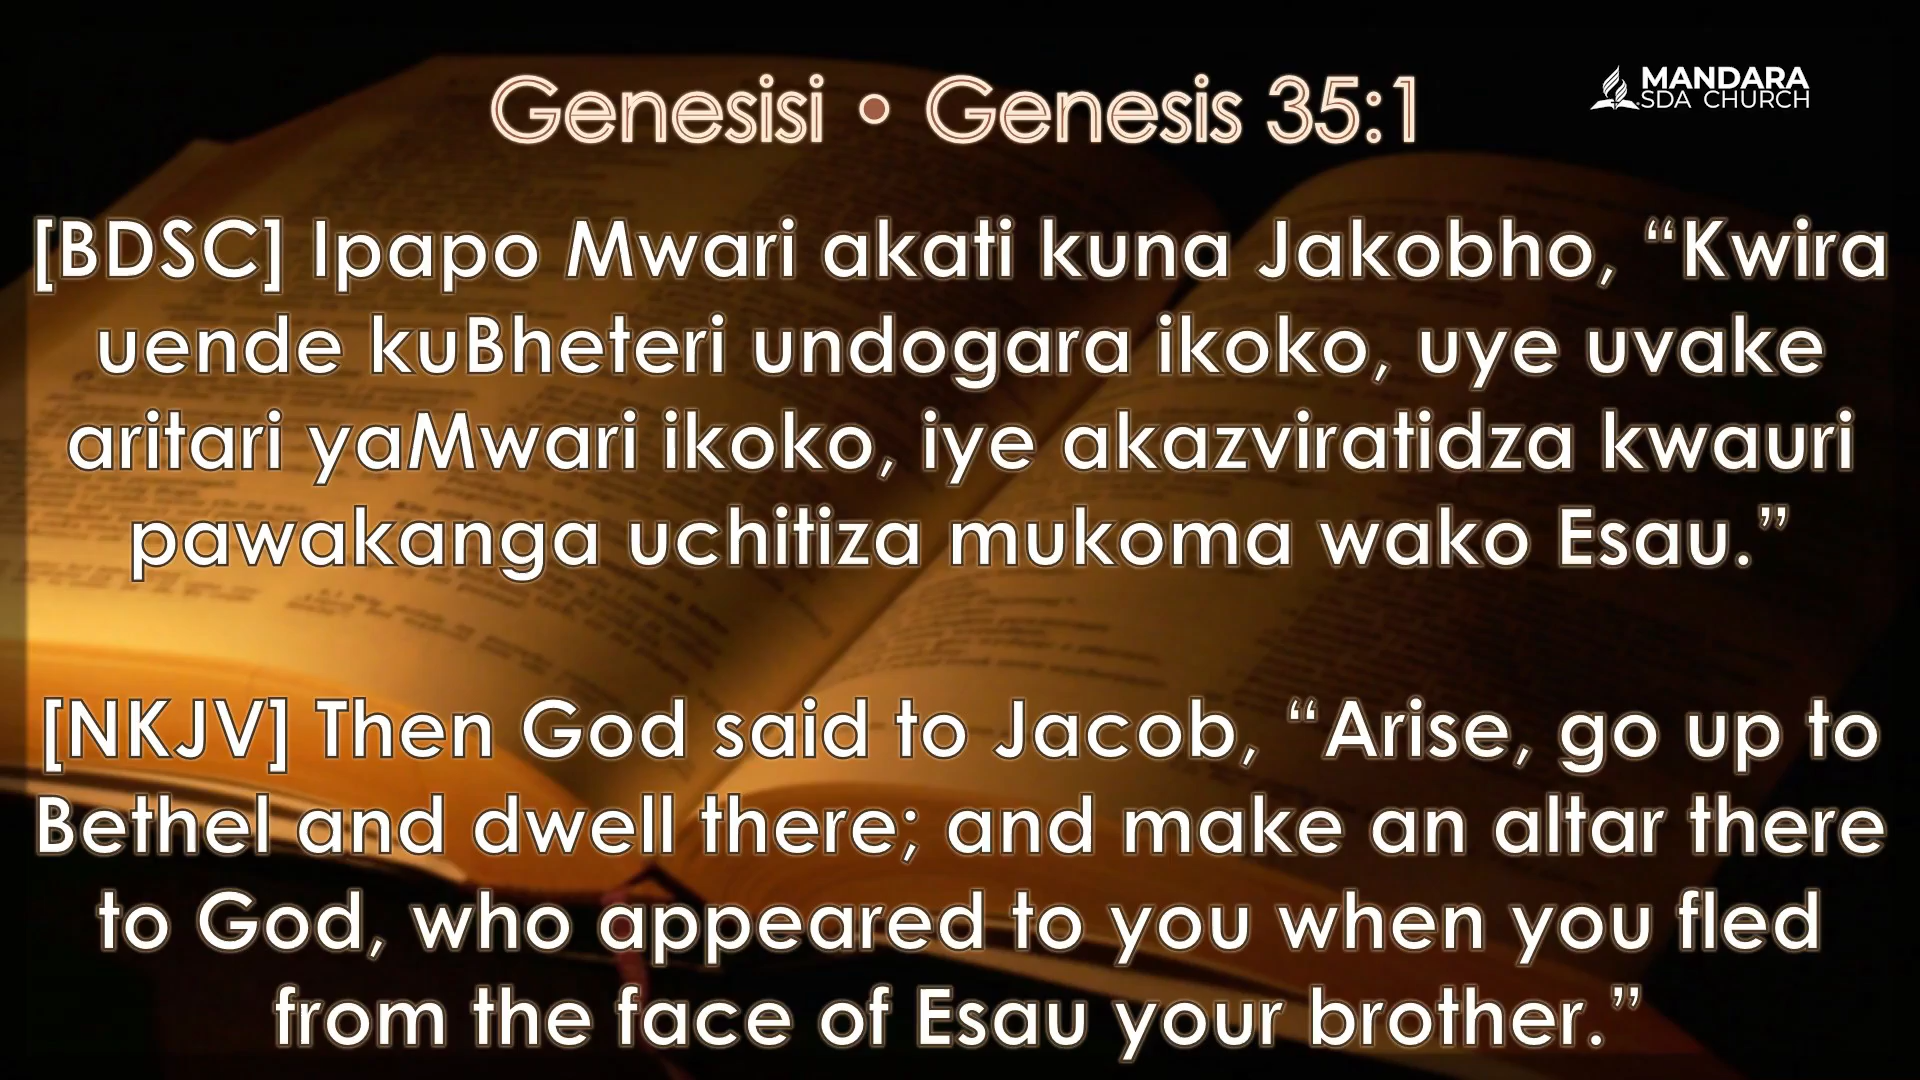 Genesisi • Genesis 35:1
MANDARA
SDA CHURCH
[BDSC] Ipapo Mwari akati kuna Jakobho, “Kwira
uende kuBheteri undogara ikoko, uye uvake
aritari yaMwari ikoko, iye akazviratidza kwauri
pawakanga uchitiza mukoma wako Esau.”
[NKJV] Then God said to Jacob, “Arise, go up to
Bethel and dwell there; and make an altar there
to God, who appeared to you when you fled
from the face of Esau your brother.”